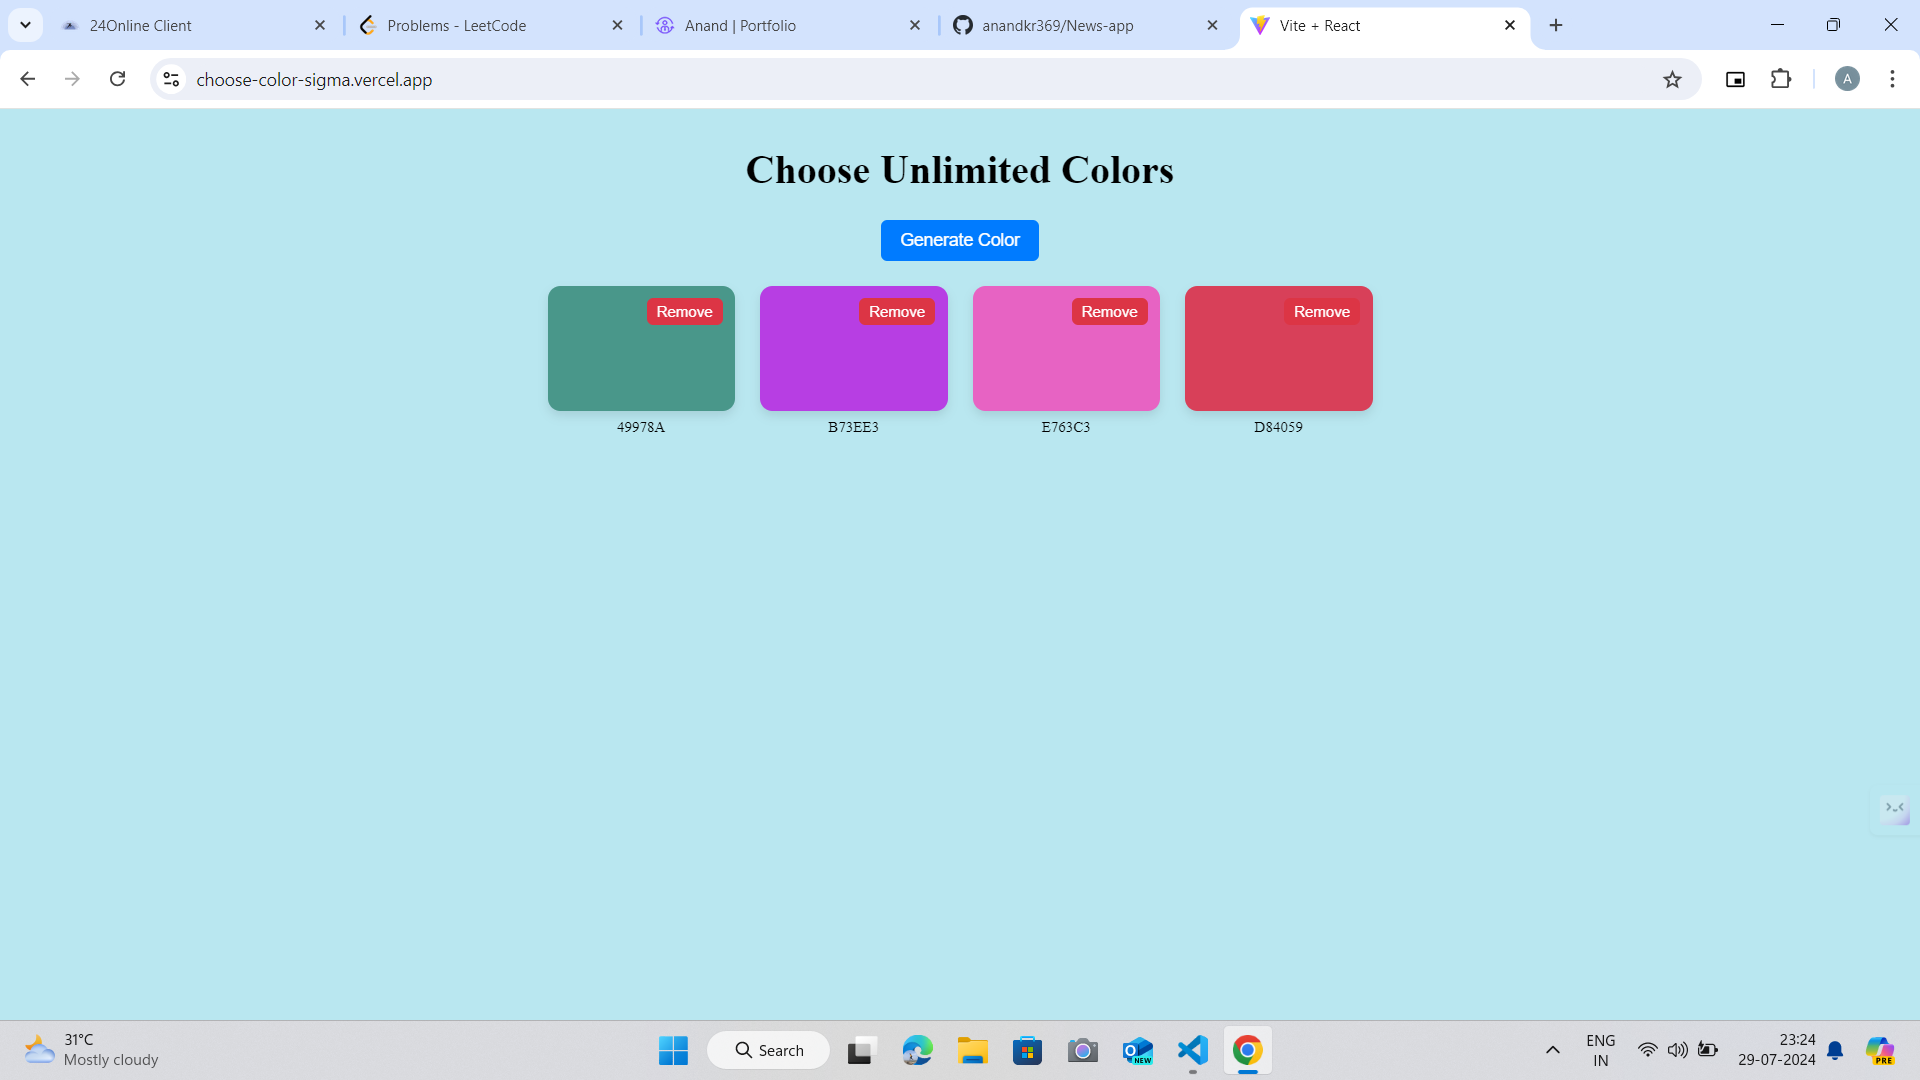 24Online Client
Problems - LeetCode
Anand | Portfolio
anandkr369/News-app
Vite + React
choose-color-sigma.vercel.app
A
Choose Unlimited Colors
Generate Color
Remove Remove Remove Remove
49978A B73EE3 E763C3 D84059
31°C
Mostly cloudy
Search
NEW
ENG
IN
23:24
29-07-2024
PRE